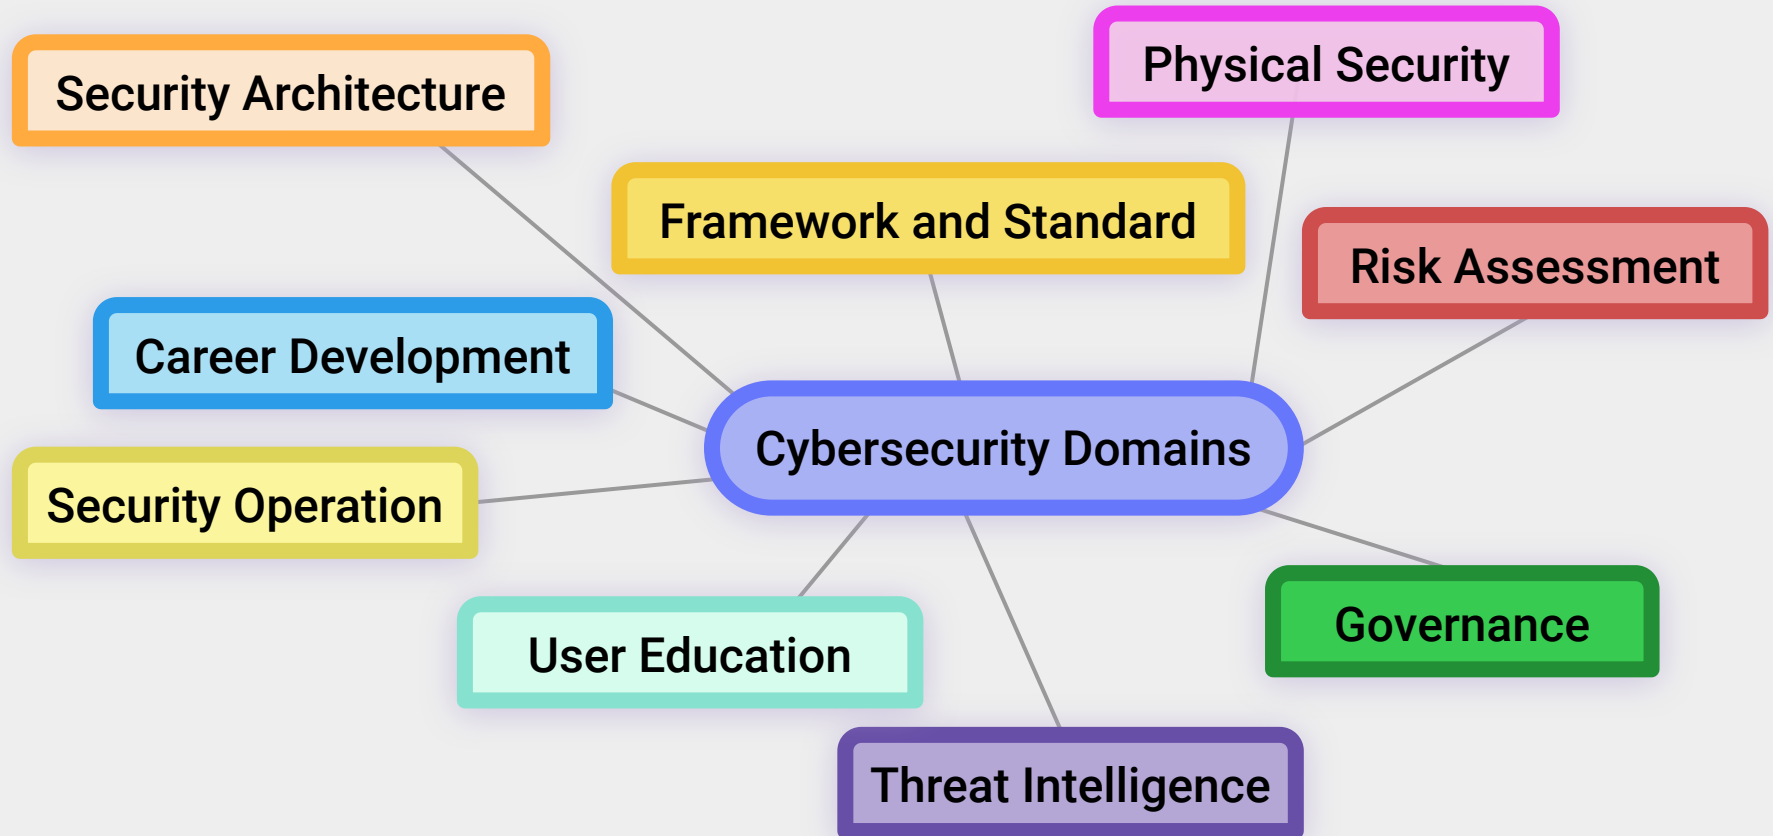 Physical Security
Security Architecture
Framework and Standard
Risk Assessment
Career Development
Cybersecurity Domains
Security Operation
Governance
User Education
Threat Intelligence